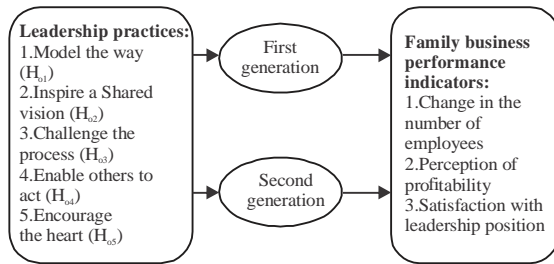 Leadership practices:
1.Model the way
(Ho1)
2.Inspire a Shared
vision (Ho2)
3.Challenge the
process (Ho3)
4.Enable others to
act (Ho4)
5.Encourage
the heart (Ho5)
First
generation
Second
generation
Family business
performance
indicators:
1.Change in the
number of
employees
2.Perception of
profitability
3.Satisfaction with
leadership position